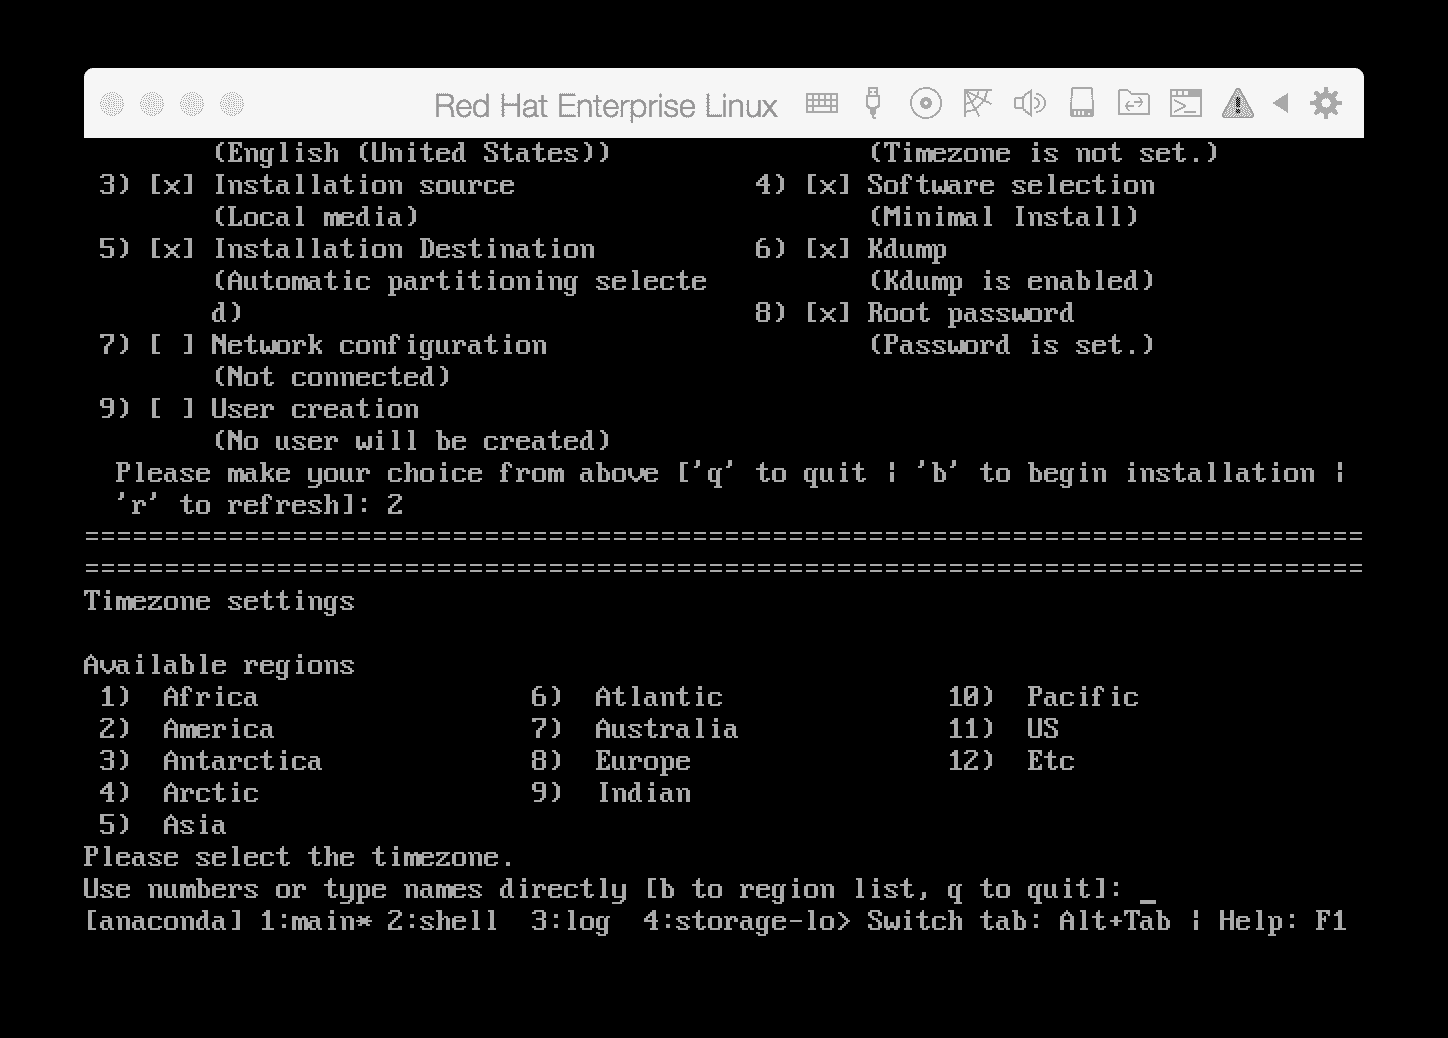 Red Hat Enterprise Linux
        (English (United States))                (Timezone is not set.)
 3) [x] Installation source               4) [x] Software selection
        (Local media)                            (Minimal Install)
 5) [x] Installation Destination          6) [x] Kdump
        (Automatic partitioning selecte          (Kdump is enabled)
        d)                                8) [x] Root password
 7) [ ] Network configuration                    (Password is set.)
        (Not connected)
 9) [ ] User creation
        (No user will be created)
  Please make your choice from above ['q' to quit | 'b' to begin installation |
  'r' to refresh]: 2
================================================================================
================================================================================
Timezone settings
Available regions
 1)  Africa                 6)  Atlantic              10)  Pacific
 2)  America                7)  Australia             11)  US
 3)  Antarctica             8)  Europe                12)  Etc
 4)  Arctic                 9)  Indian
 5)  Asia
Please select the timezone.
Use numbers or type names directly [b to region list, q to quit]: _
[anaconda] 1:main* 2:shell  3:log  4:storage-lo> Switch tab: Alt+Tab | Help: F1